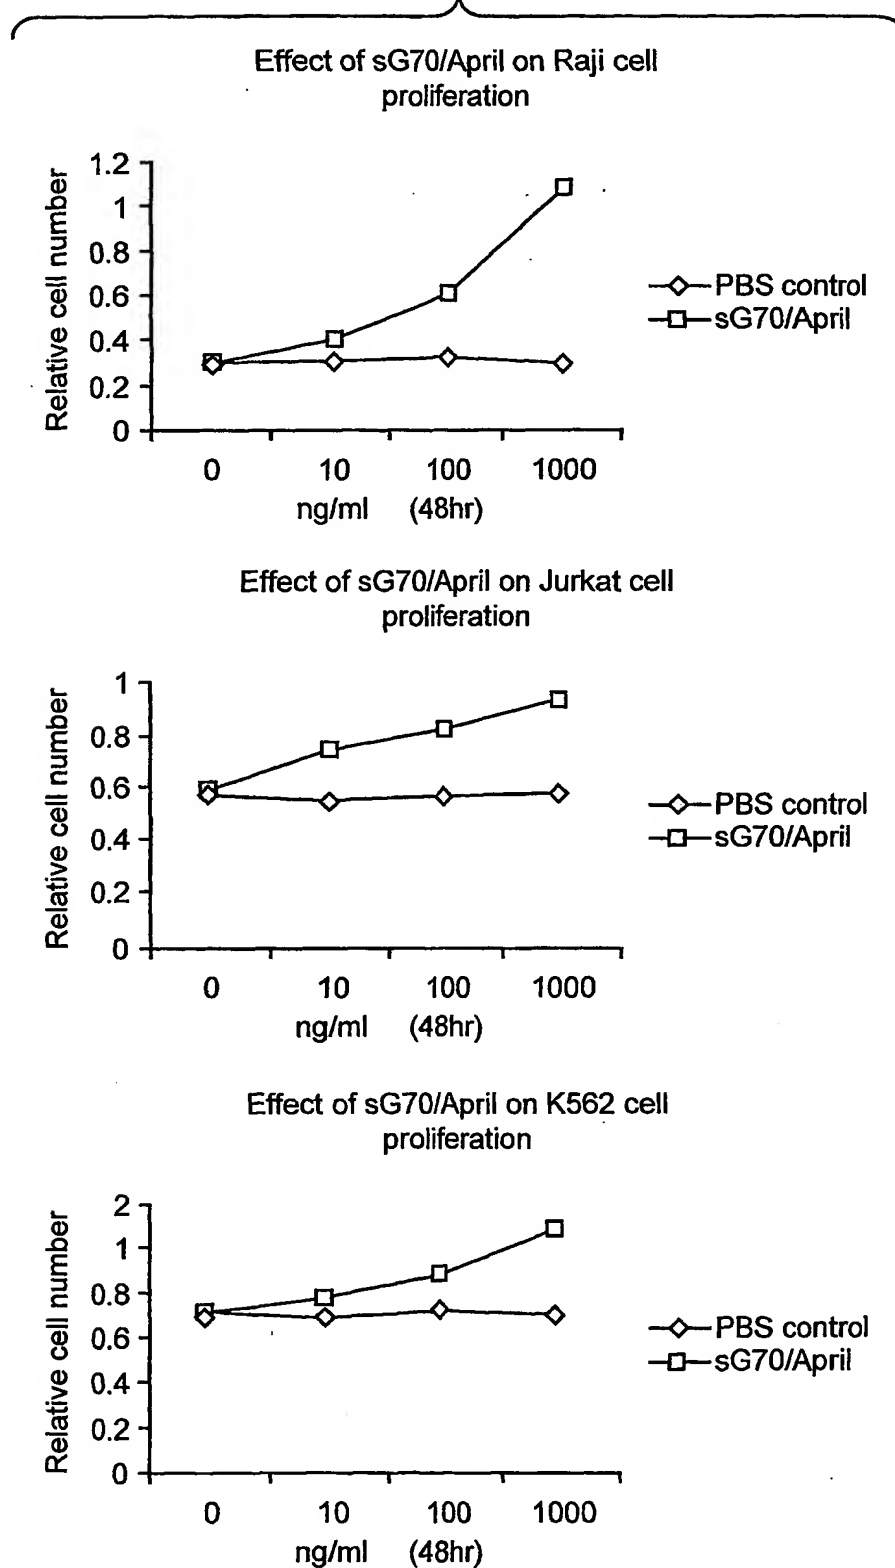 Effect of sG70/April on Raji cell
proliferation
Relative cell number
1.2
1
0.8
0.6
0.4
0.2
0
0 10 100 1000
ng/ml (48hr)
PBS control
sG70/April
Effect of sG70/April on Jurkat cell
proliferation
Relative cell number
1
0.8
0.6
0.4
0.2
0
0 10 100 1000
ng/ml (48hr)
PBS control
sG70/April
Effect of sG70/April on K562 cell
proliferation
Relative cell number
2
1
0.8
0.6
0.4
0.2
0
0 10 100 1000
ng/ml (48hr)
PBS control
sG70/April